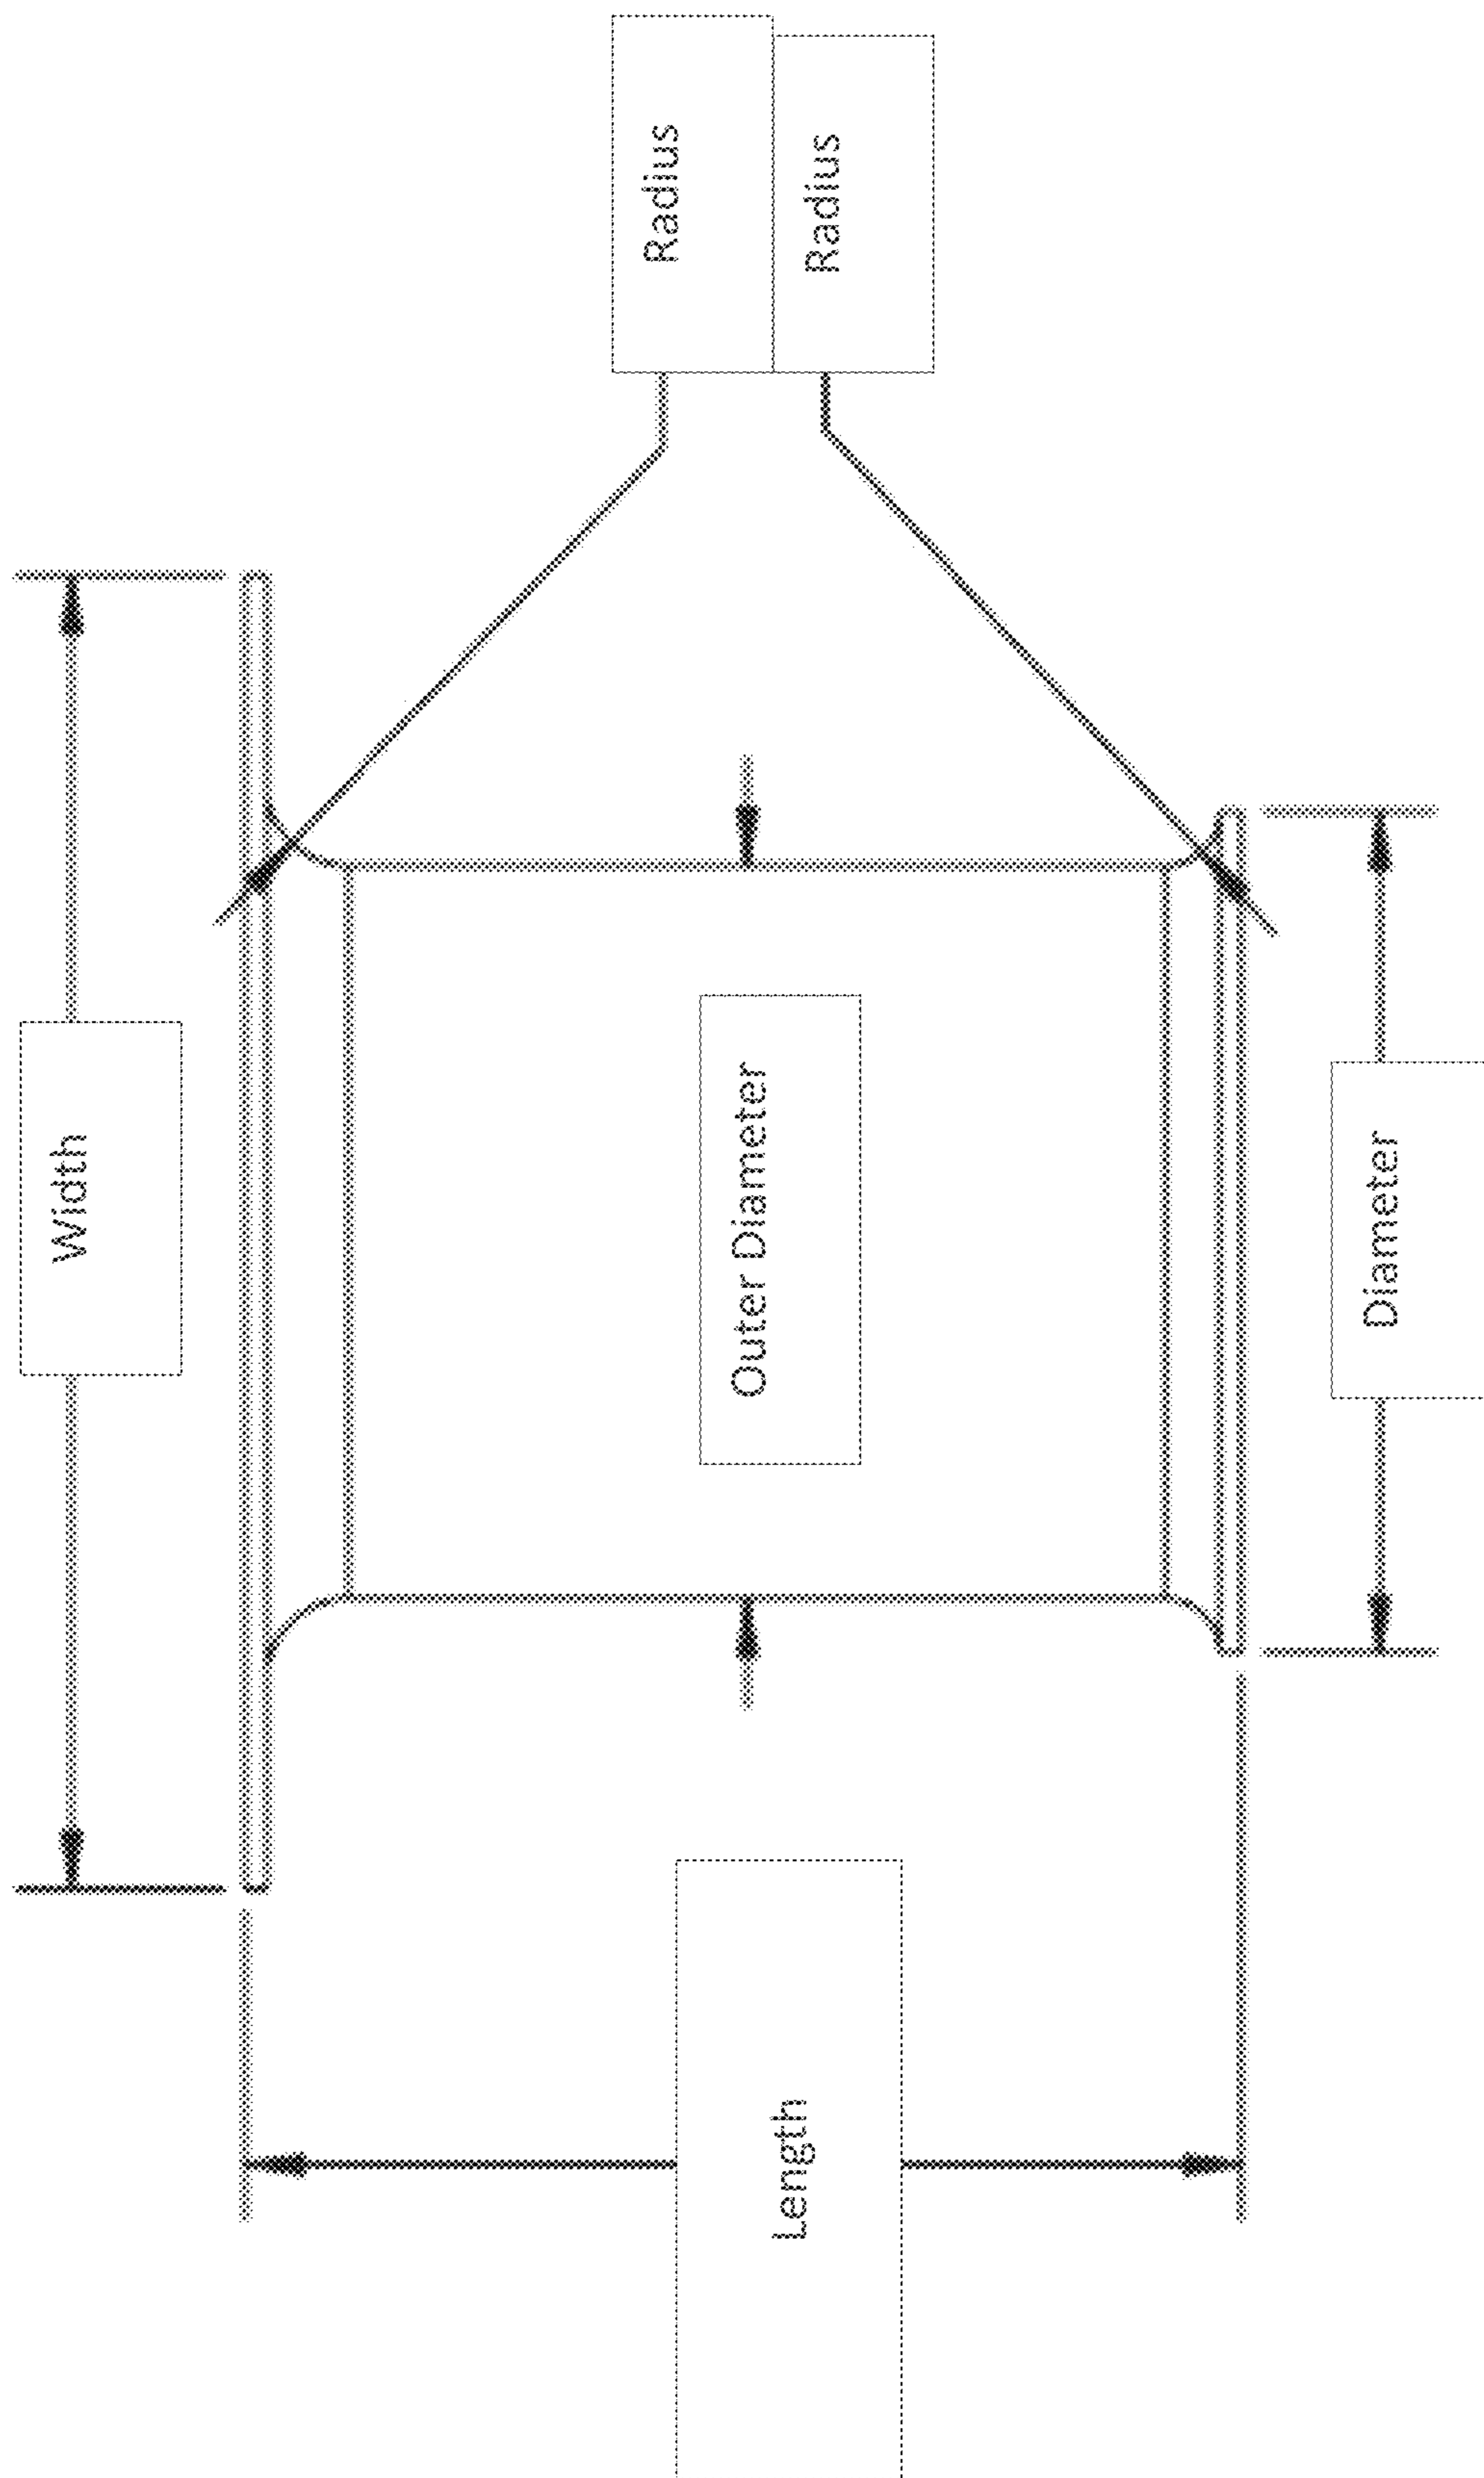 Radius
Radius
Width
Outer Diameter
Diameter
Length